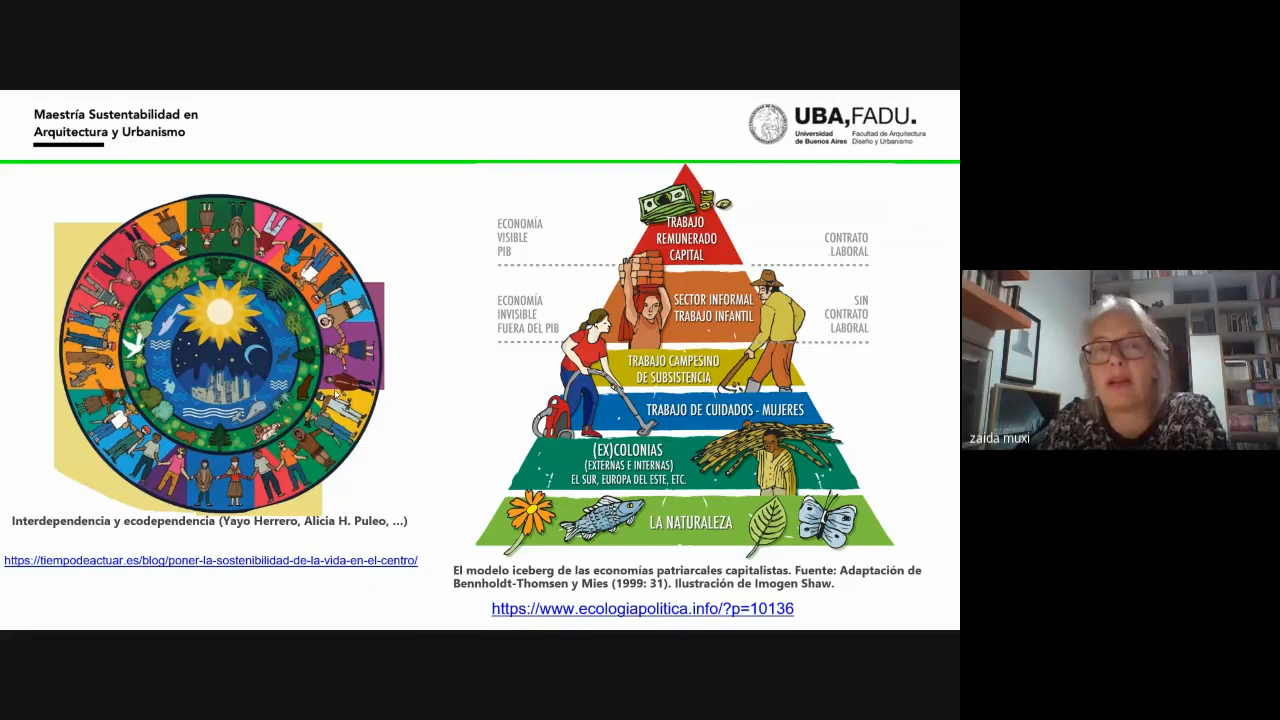 Maestría Sustentabilidad en
Arquitectura y Urbanismo
UBA,FADU.
Universidad
de Buenos Aires
Facultad de Arquitectura
Diseño y Urbanismo
ECONOMÍA
VISIBLE
PIB
TRABAJO
REMUNERADO
CAPITAL
CONTRATO
LABORAL
ECONOMÍA
INVISIBLE
FUERA DEL PIB
SECTOR INFORMAL
TRABAJO INFANTIL
SIN
CONTRATO
LABORAL
TRABAJO CAMPESINO
DE SUBSISTENCIA
TRABAJO DE CUIDADOS - MUJERES
(EX)COLONIAS
(EXTERNAS E INTERNAS)
EL SUR, EUROPA DEL ESTE, ETC.
LA NATURALEZA
Interdependencia y ecodependencia (Yayo Herrero, Alicia H. Puleo, ...)
https://tiempodeactuar.es/blog/poner-la-sostenibilidad-de-la-vida-en-el-centro/
El modelo iceberg de las economías patriarcales capitalistas. Fuente: Adaptación de
Bennholdt-Thomsen y Mies (1999: 31). Ilustración de Imogen Shaw.
https://www.ecologiapolitica.info/?p=10136
zaida muxi